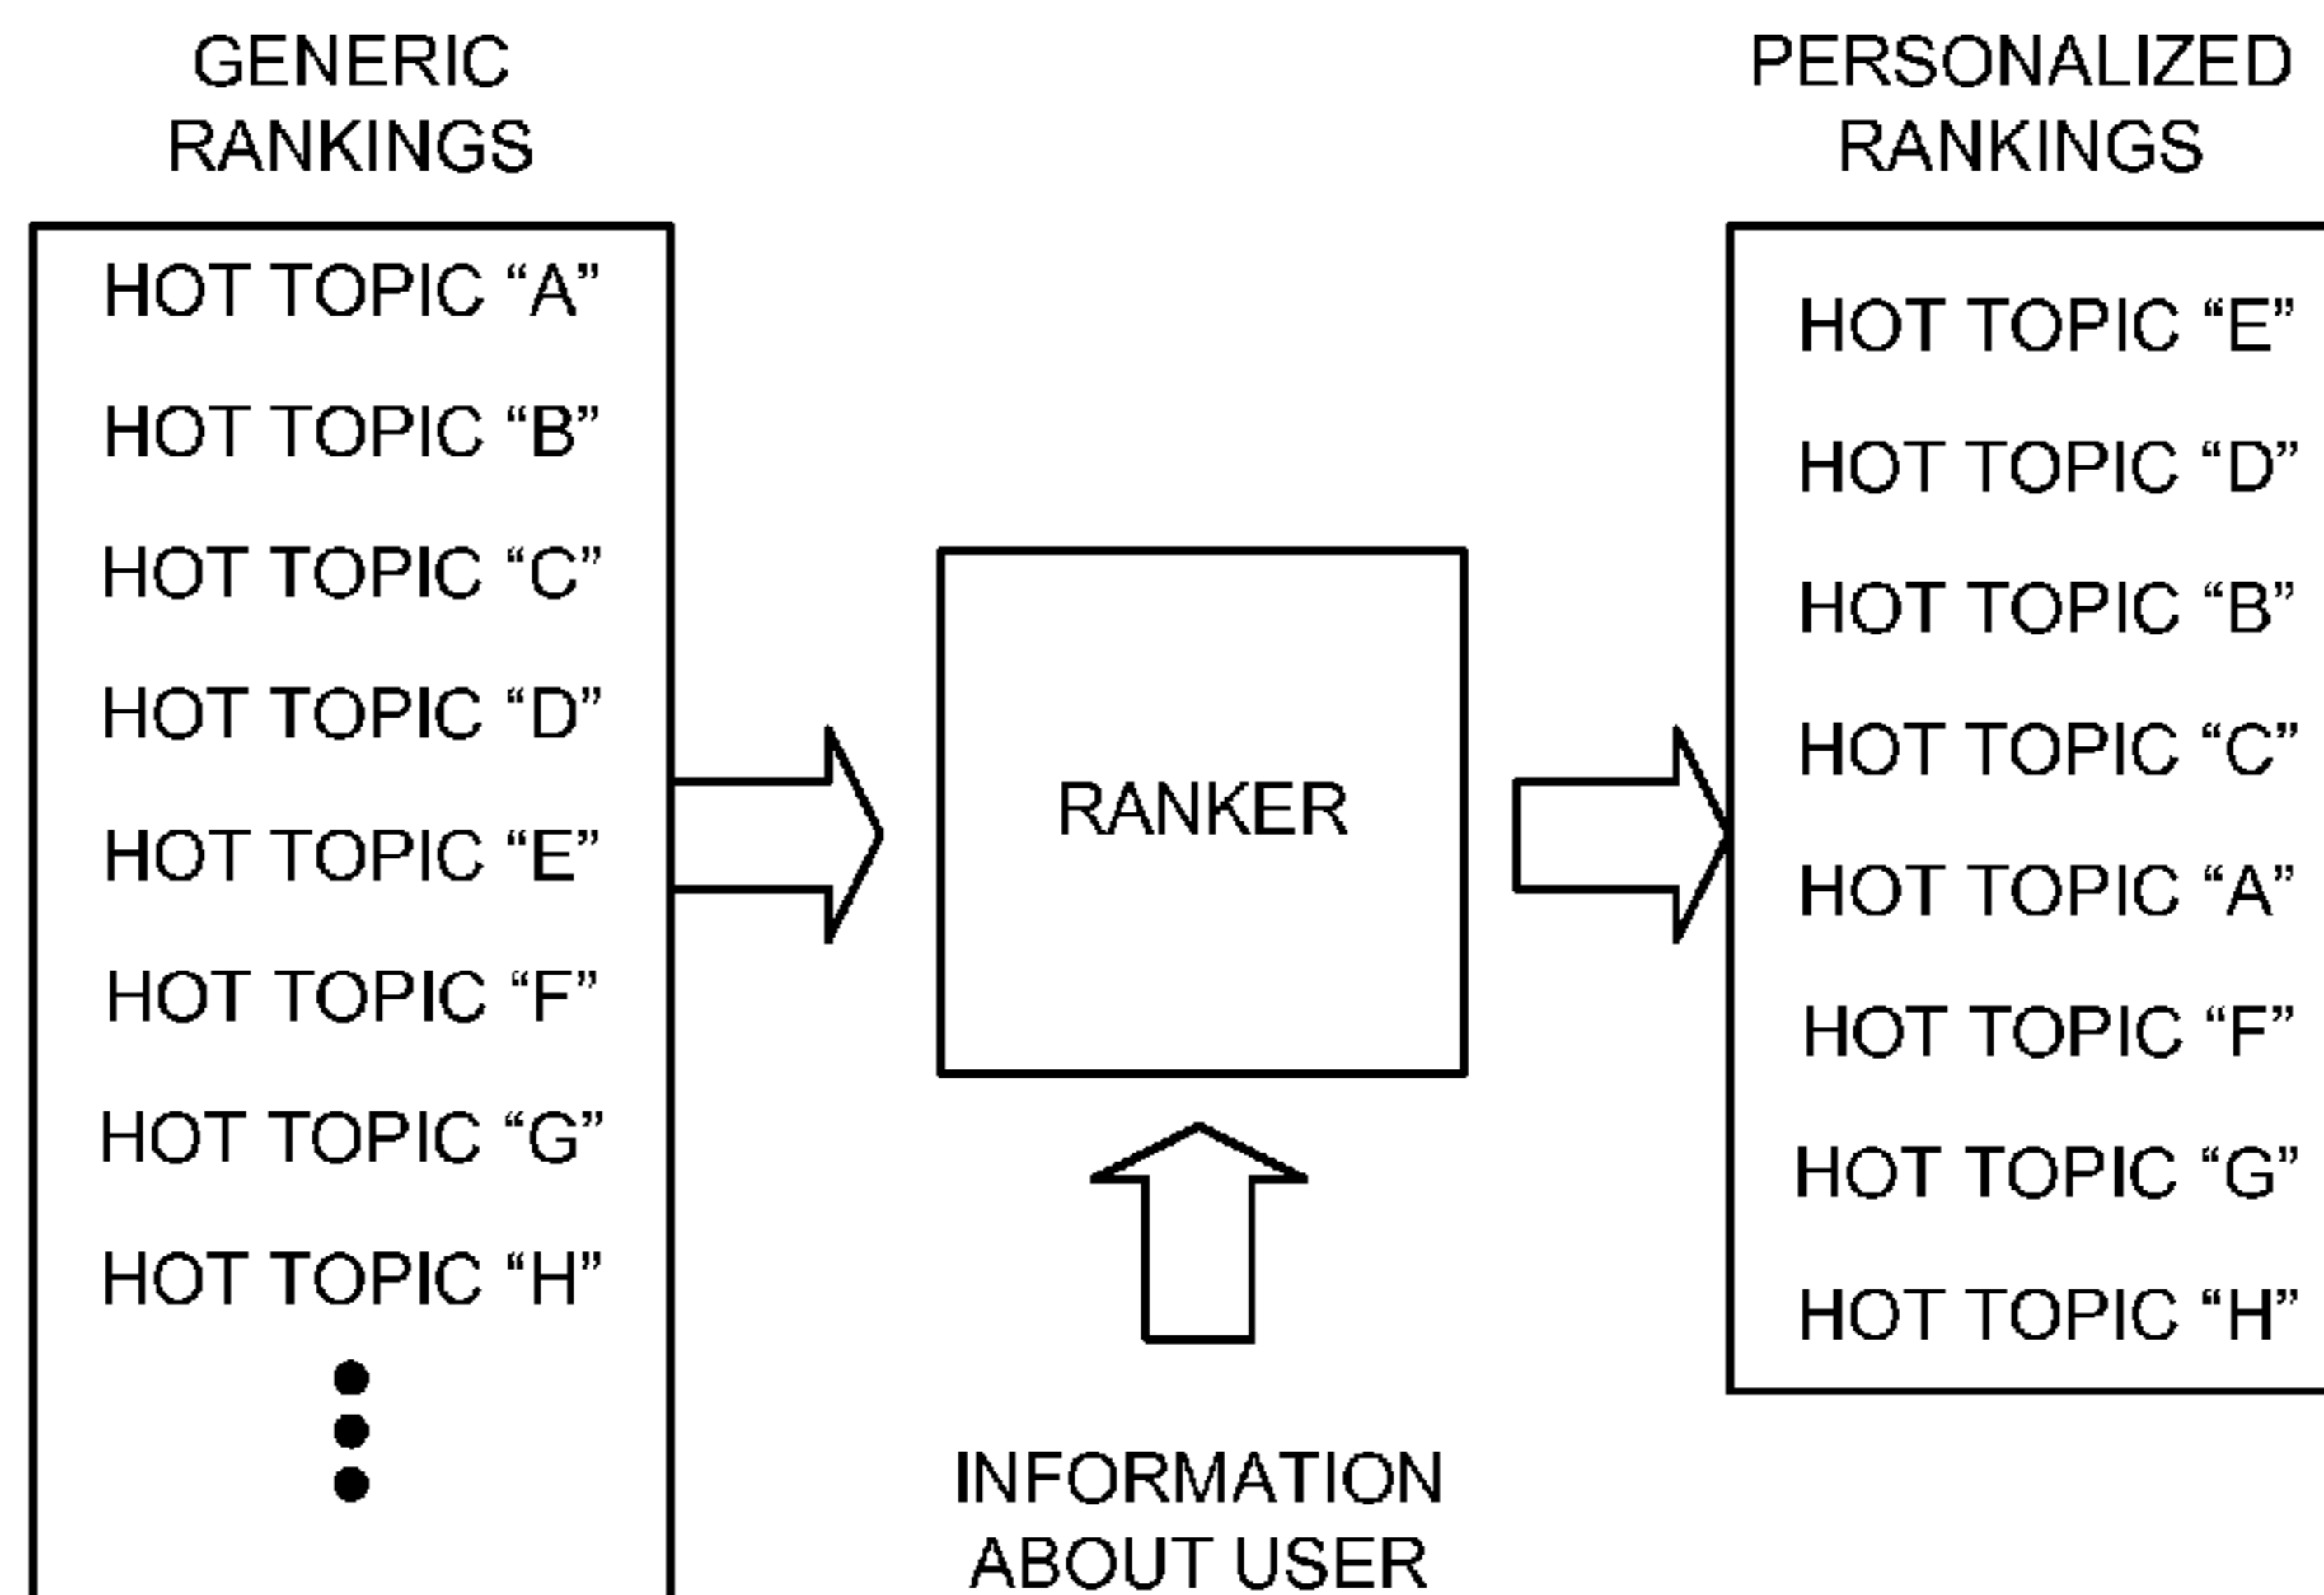 GENERIC
RANKINGS
HOT TOPIC “A”
HOT TOPIC “B”
HOT TOPIC “C”
HOT TOPIC “D”
HOT TOPIC “E”
HOT TOPIC “F”
HOT TOPIC “G”
HOT TOPIC “H”
RANKER
INFORMATION
ABOUT USER
PERSONALIZED
RANKINGS
HOT TOPIC “E”
HOT TOPIC “D”
HOT TOPIC “B”
HOT TOPIC “C”
HOT TOPIC “A”
HOT TOPIC “F”
HOT TOPIC “G”
HOT TOPIC “H”